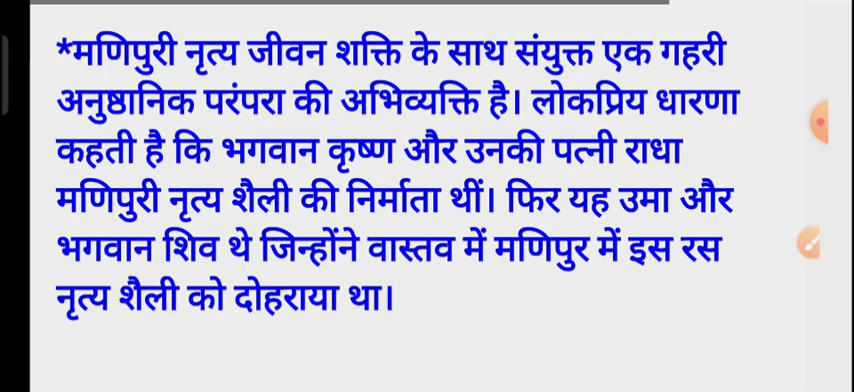 *मणिपुरी नृत्य जीवन शक्ति के साथ संयुक्त एक गहरी
अनुष्ठानिक परंपरा की अभिव्यक्ति है। लोकप्रिय धारणा
कहती है कि भगवान कृष्ण और उनकी पत्नी राधा
मणिपुरी नृत्य शैली की निर्माता थीं। फिर यह उमा और
भगवान शिव थे जिन्होंने वास्तव में मणिपुर में इस रस
नृत्य शैली को दोहराया था।